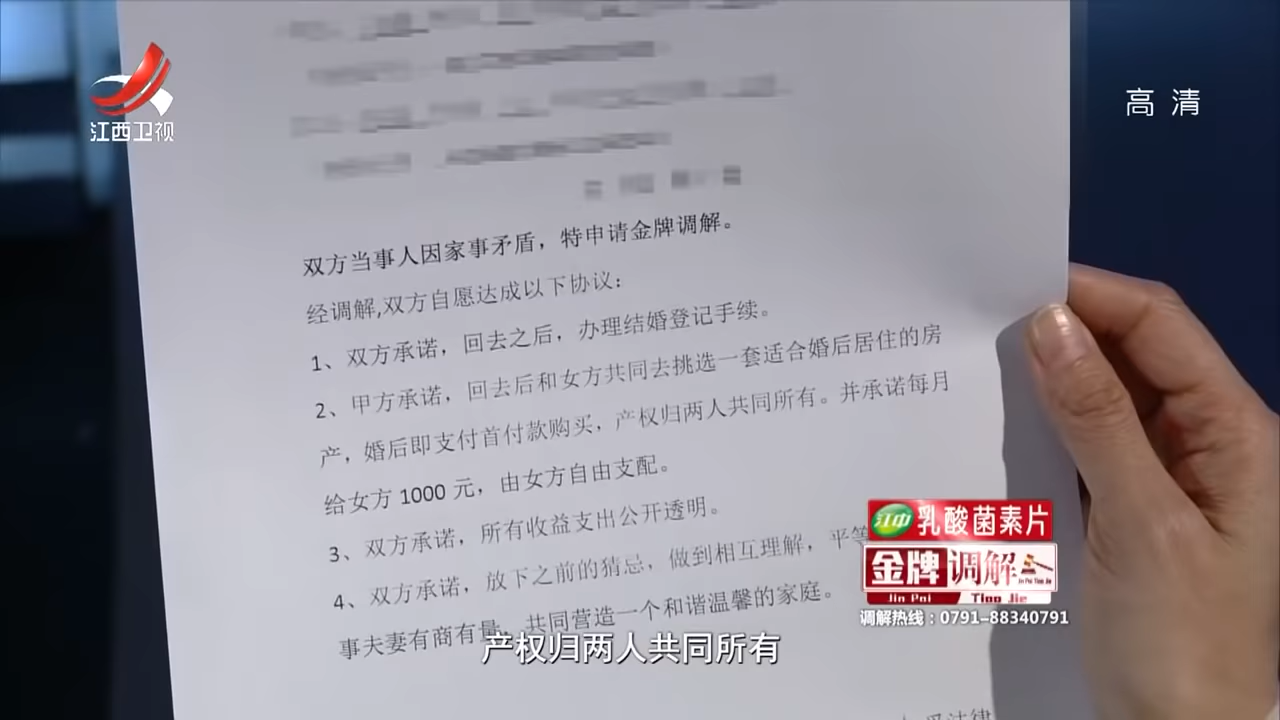 江西卫视
高清
双方当事人因家事矛盾，特申请金牌调解。
经调解,双方自愿达成以下协议：
1、双方承诺，回去之后，办理结婚登记手续。
2、甲方承诺，回去后和女方共同去挑选一套适合婚后居住的房
产，婚后即支付首付款购买，产权归两人共同所有。并承诺每月
给女方1000元，由女方自由支配。
3、双方承诺，所有收益支出公开透明。
4、双方承诺，放下之前的猜忌，做到相互理解，平等
事夫妻有商有量，共同营造一个和谐温馨的家庭。
江中 乳酸菌素片
金牌调解
Jin Pai Tiao Jie
调解热线：0791-88340791
产权归两人共同所有